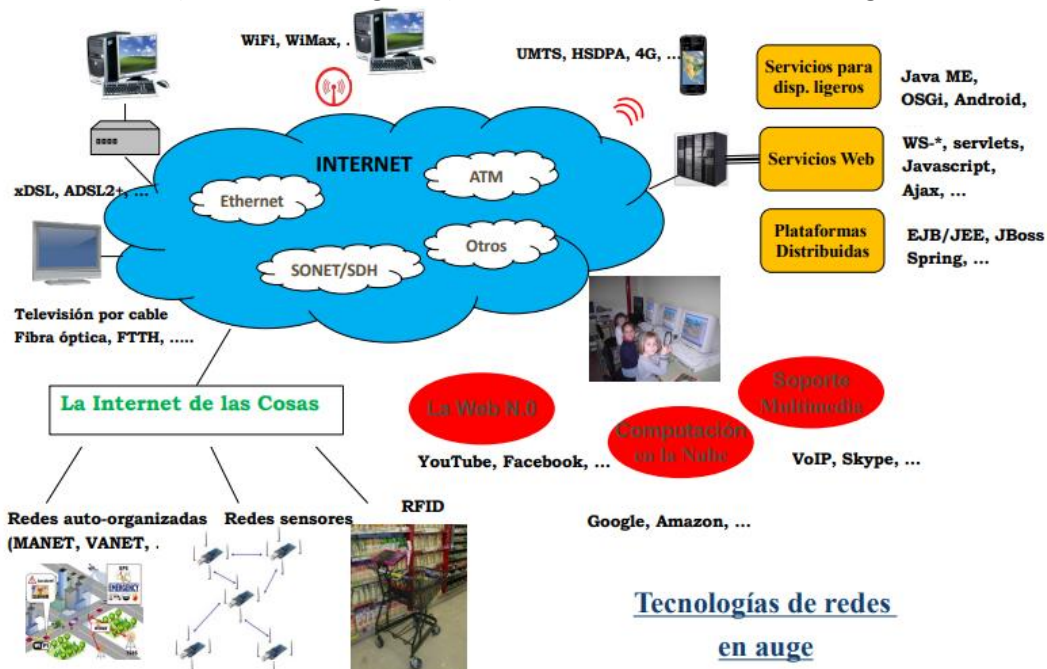 WiFi, WiMax, .
UMTS, HSDPA, 4G, ...
Servicios para
disp. ligeros
Java ME,
OSGi, Android,
INTERNET
ATM
Ethernet
Otros
SONET/SDH
xDSL, ADSL2+, ...
Servicios Web
WS-*, servlets,
Javascript,
Ajax, ...
Plataformas
Distribuidas
EJB/JEE, JBoss
Spring, ...
Televisión por cable
Fibra óptica, FTTH, .....
La Internet de las Cosas
La Web N.0
Soporte
Multimedia
Computación
en la Nube
YouTube, Facebook, ...
VoIP, Skype, ...
Google, Amazon, ...
Redes auto-organizadas
(MANET, VANET, .
Redes sensores
RFID
EMERGENCY
Tecnologías de redes
en auge